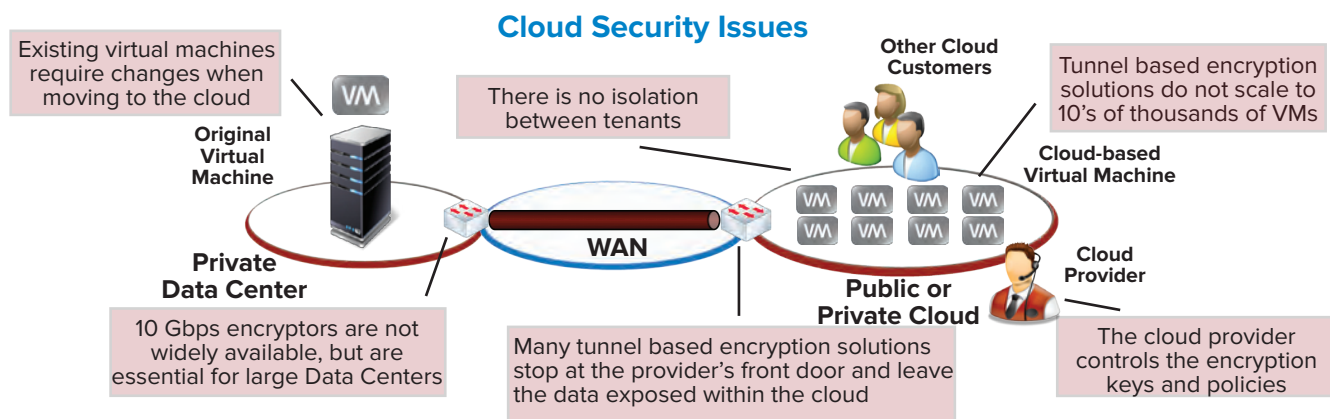 Cloud Security Issues
Existing virtual machines
require changes when
moving to the cloud
VM
Original
Virtual
Machine
There is no isolation
between tenants
Other Cloud
Customers
Tunnel based encryption
solutions do not scale to
10’s of thousands of VMs
Cloud-based
Virtual Machine
VM VM VM VM
VM VM VM VM
WAN
Private
Data Center
Public or
Private Cloud
Cloud
Provider
10 Gbps encryptors are not
widely available, but are
essential for large Data Centers
Many tunnel based encryption solutions
stop at the provider’s front door and leave
the data exposed within the cloud
The cloud provider
controls the encryption
keys and policies